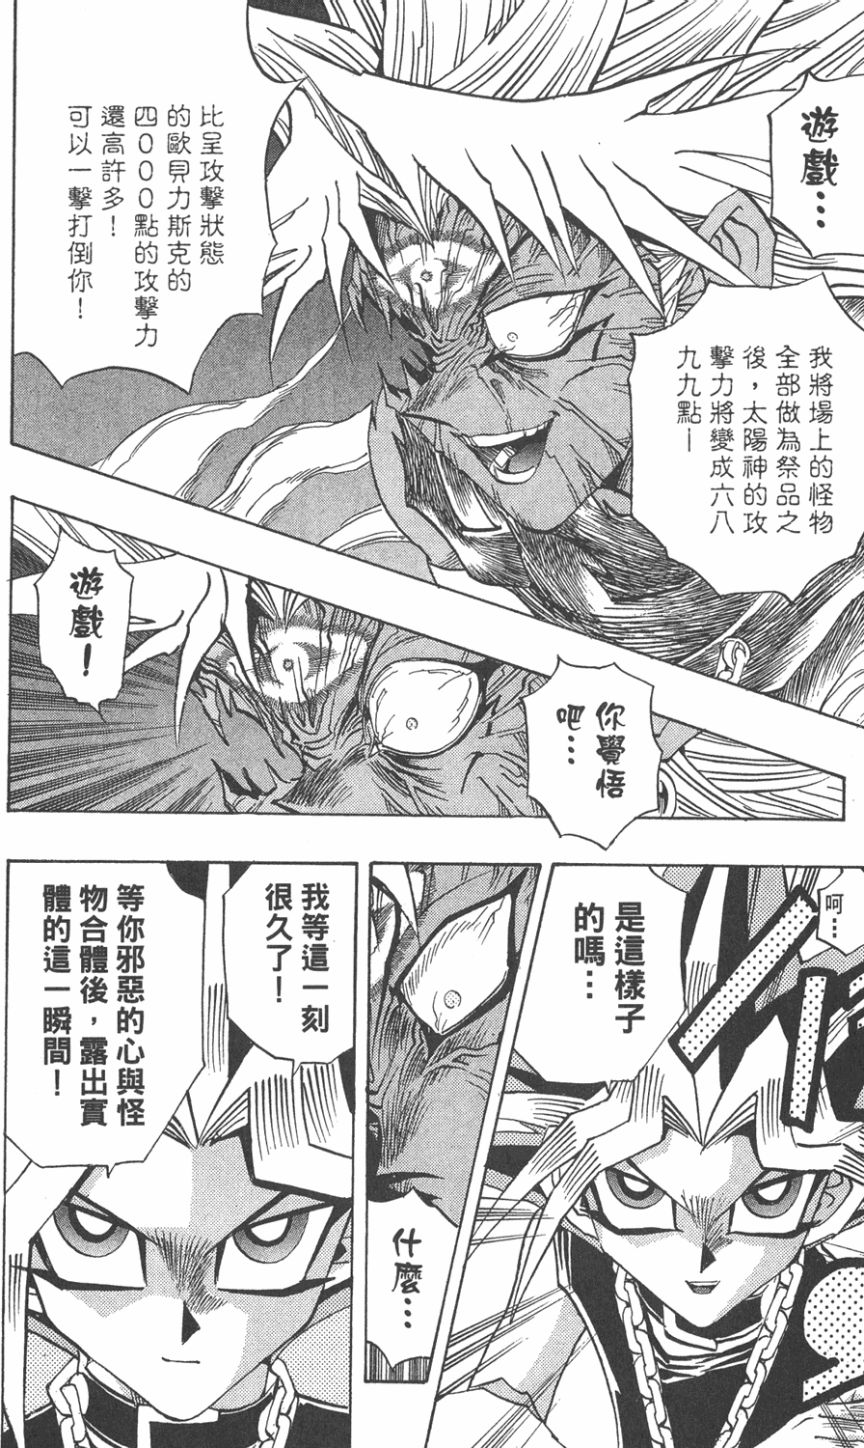 遊戲…
我將場上的怪物
全部做為祭品之
後，太陽神的攻
擊力將變成六八
九九點—
比呈攻擊狀態
的歐貝力斯克的
四０００點的攻擊力
還高許多！
可以一擊打倒你！
你覺悟
吧…
遊戲！
呵…
是這樣子
的嗎…
什麼…
我等這一刻
很久了！
等你邪惡的心與怪
物合體後，露出實
體的這一瞬間！